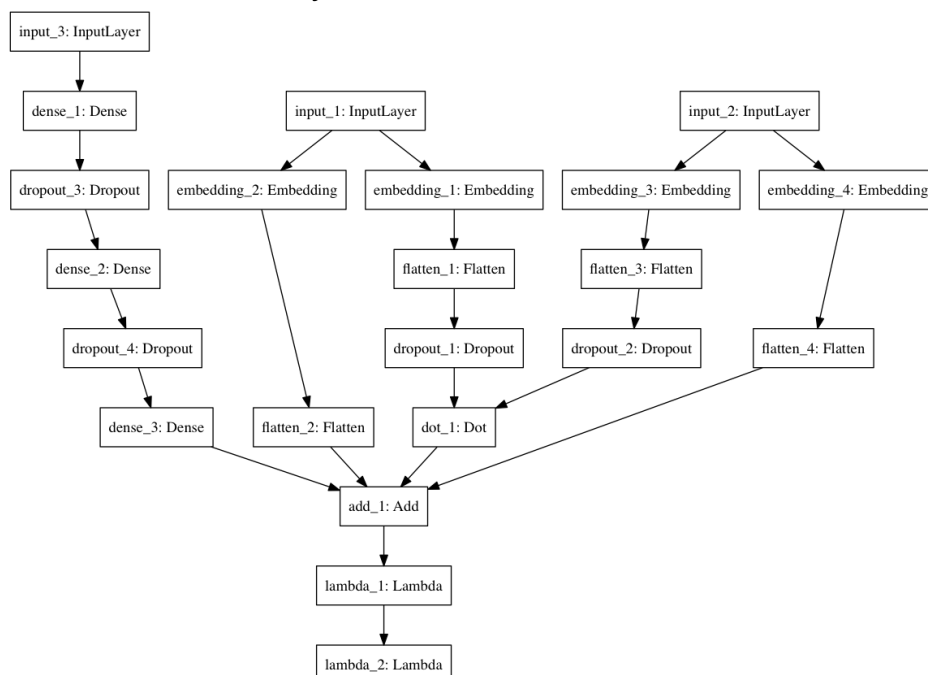 input_3: InputLayer
dense_1: Dense
input_1: InputLayer
input_2: InputLayer
dropout_3: Dropout
embedding_2: Embedding
embedding_1: Embedding
embedding_3: Embedding
embedding_4: Embedding
dense_2: Dense
flatten_1: Flatten
flatten_3: Flatten
dropout_4: Dropout
dropout_1: Dropout
dropout_2: Dropout
flatten_4: Flatten
dense_3: Dense
flatten_2: Flatten
dot_1: Dot
add_1: Add
lambda_1: Lambda
lambda_2: Lambda